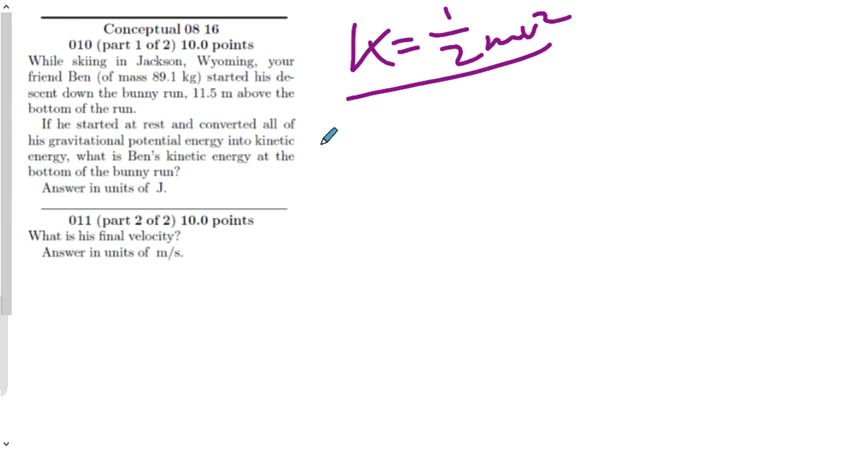 Conceptual 08 16
010 (part 1 of 2) 10.0 points
While skiing in Jackson, Wyoming, your
friend Ben (of mass 89.1 kg) started his de-
scent down the bunny run, 11.5 m above the
bottom of the run.
If he started at rest and converted all of
his gravitational potential energy into kinetic
energy, what is Ben's kinetic energy at the
bottom of the bunny run?
Answer in units of J.
011 (part 2 of 2) 10.0 points
What is his final velocity?
Answer in units of m/s.
K = 1/2 mv²